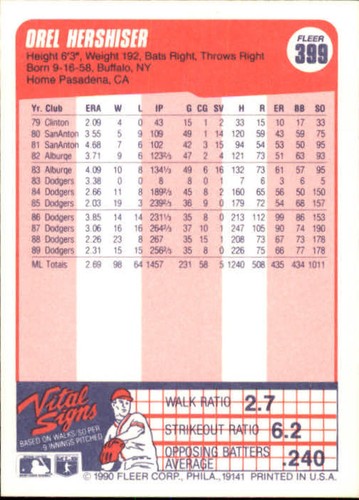 OREL HERSHISER
FLEER
399
Height 6'3", Weight 192, Bats Right, Throws Right
Born 9-16-58, Buffalo, NY
Home Pasadena, CA
Yr. Club ERA W L IP G CG SV H R ER BB SO
79 Clinton 2.09 4 0 43 15 1 2 33 15 10 17 33
80 SanAnton 3.55 5 9 109 49 1 14 120 59 43 59 75
81 SanAnton 4.68 7 6 102 42 3 15 94 54 53 50 95
82 Alburge 3.71 9 6 1232/3 47 2 4 121 73 51 63 93
83 Alburge 4.09 10 8 1341/3 49 6 16 132 73 61 57 95
83 Dodgers 3.38 0 0 8 8 0 1 7 6 3 6 5
84 Dodgers 2.66 11 8 1892/3 45 8 2 160 65 56 50 150
85 Dodgers 2.03 19 3 2392/3 36 9 0 179 72 54 68 157
86 Dodgers 3.85 14 14 2311/3 35 8 0 213 112 99 86 153
87 Dodgers 3.06 16 16 2642/3 37 10 1 247 105 90 74 190
88 Dodgers 2.26 23 8 267 35 15 1 208 73 67 73 178
89 Dodgers 2.31 15 15 2562/3 35 8 0 226 75 66 77 178
ML Totals 2.69 98 64 1457 231 58 5 1240 508 435 434 1011
Vital
Signs
BASED ON WALKS/SO PER
9 INNINGS PITCHED
WALK RATIO 2.7
STRIKEOUT RATIO 6.2
OPPOSING BATTERS
AVERAGE .240
© 1990 FLEER CORP., PHILA., 19141 PRINTED IN U.S.A.